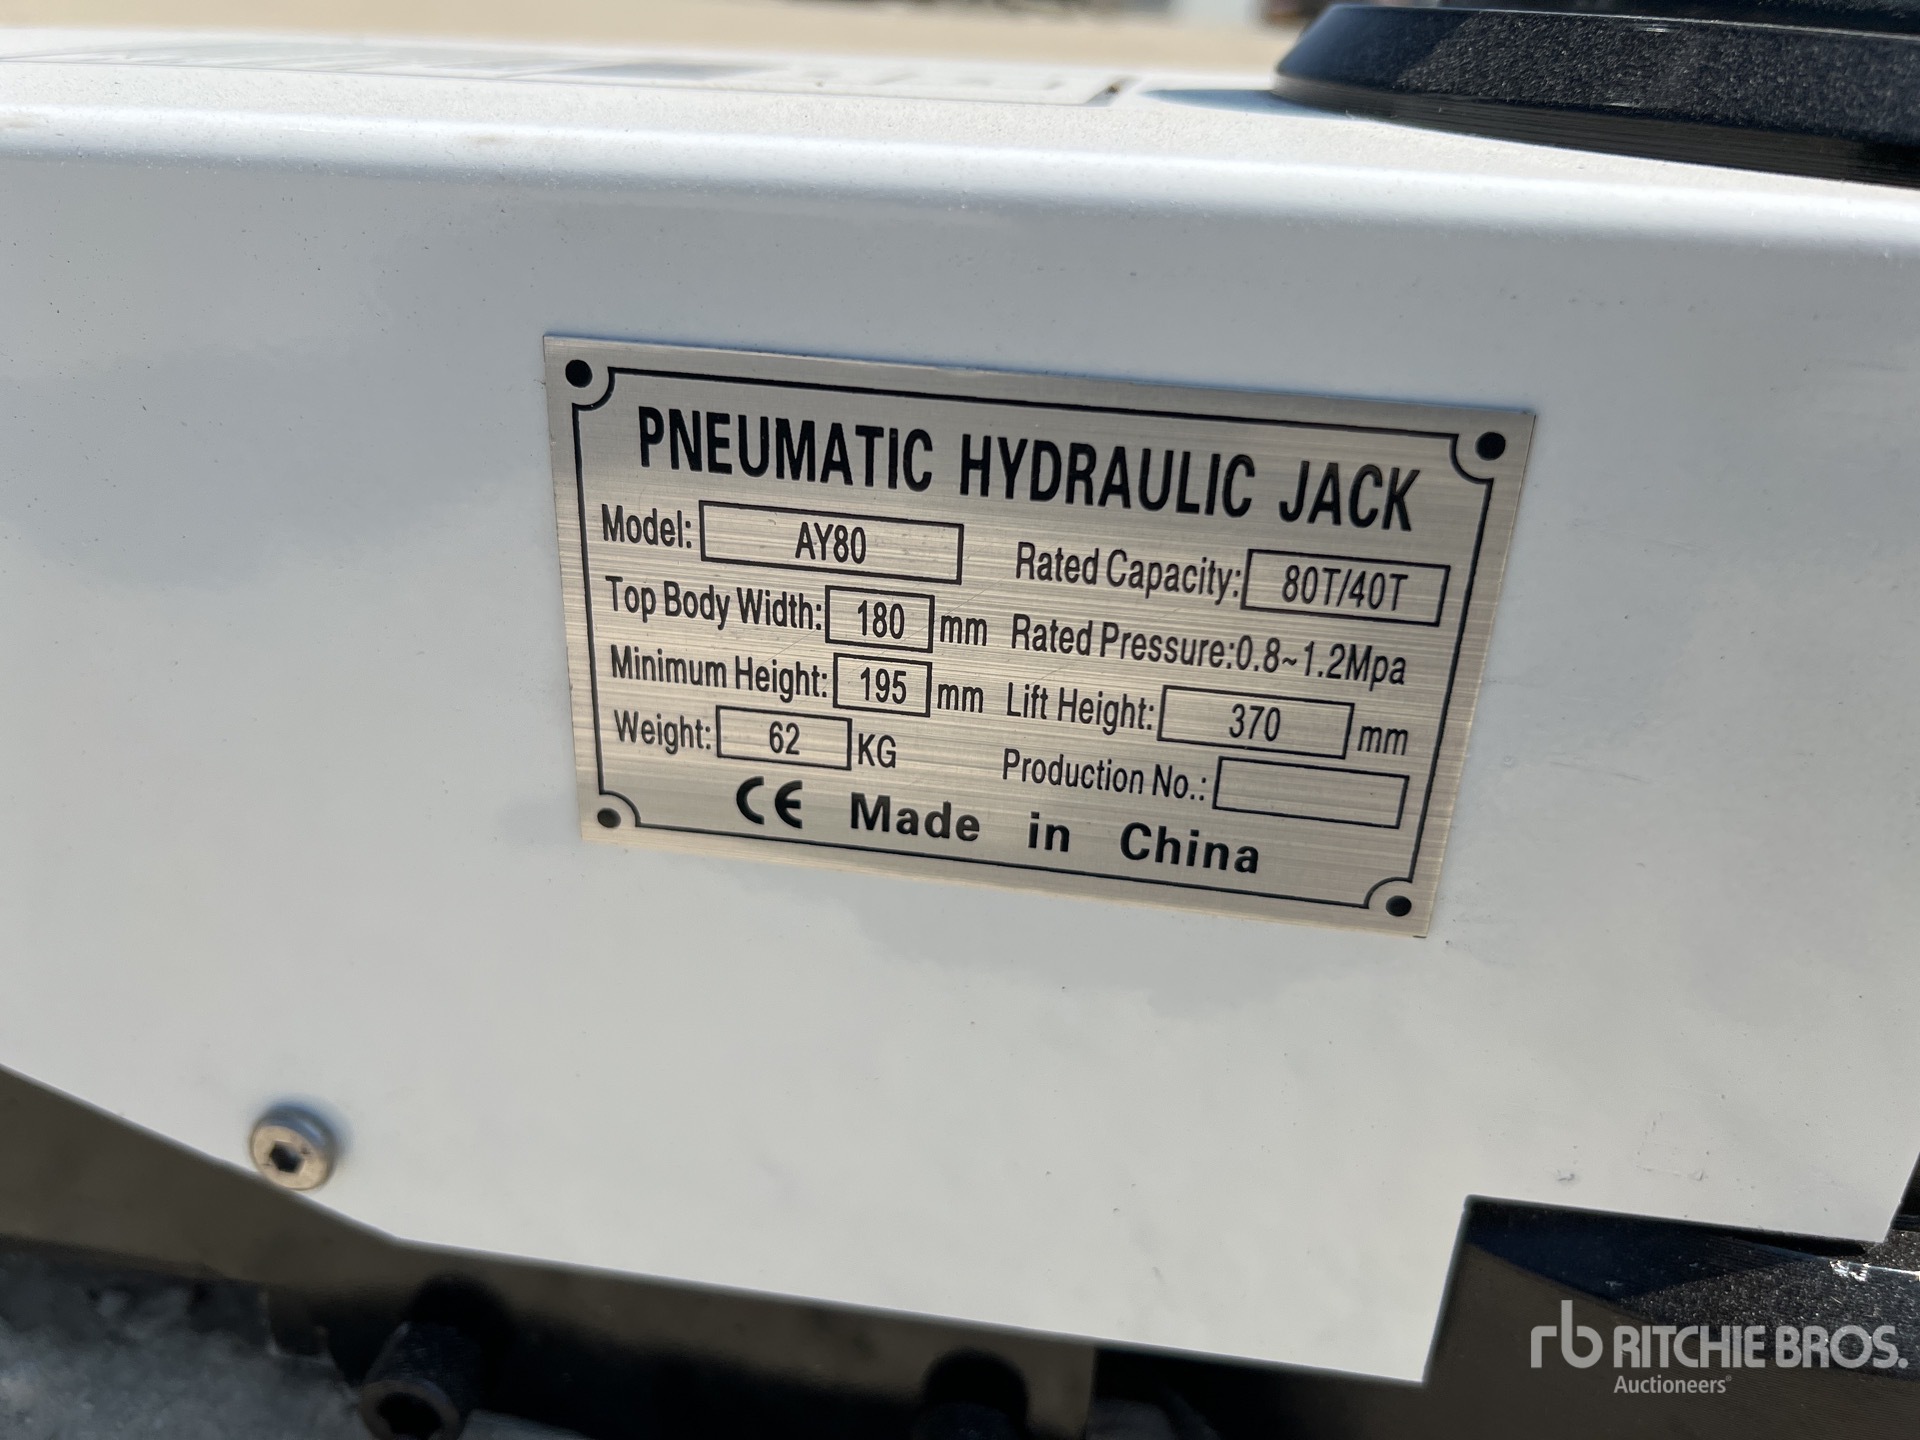 PNEUMATIC HYDRAULIC JACK
Model: AY80 Rated Capacity: 80T/40T
Top Body Width: 180 mm Rated Pressure:0.8~1.2Mpa
Minimum Height: 195 mm Lift Height: 370 mm
Weight: 62 KG Production No.:
CE Made in China
rb RITCHIE BROS.
Auctioneers